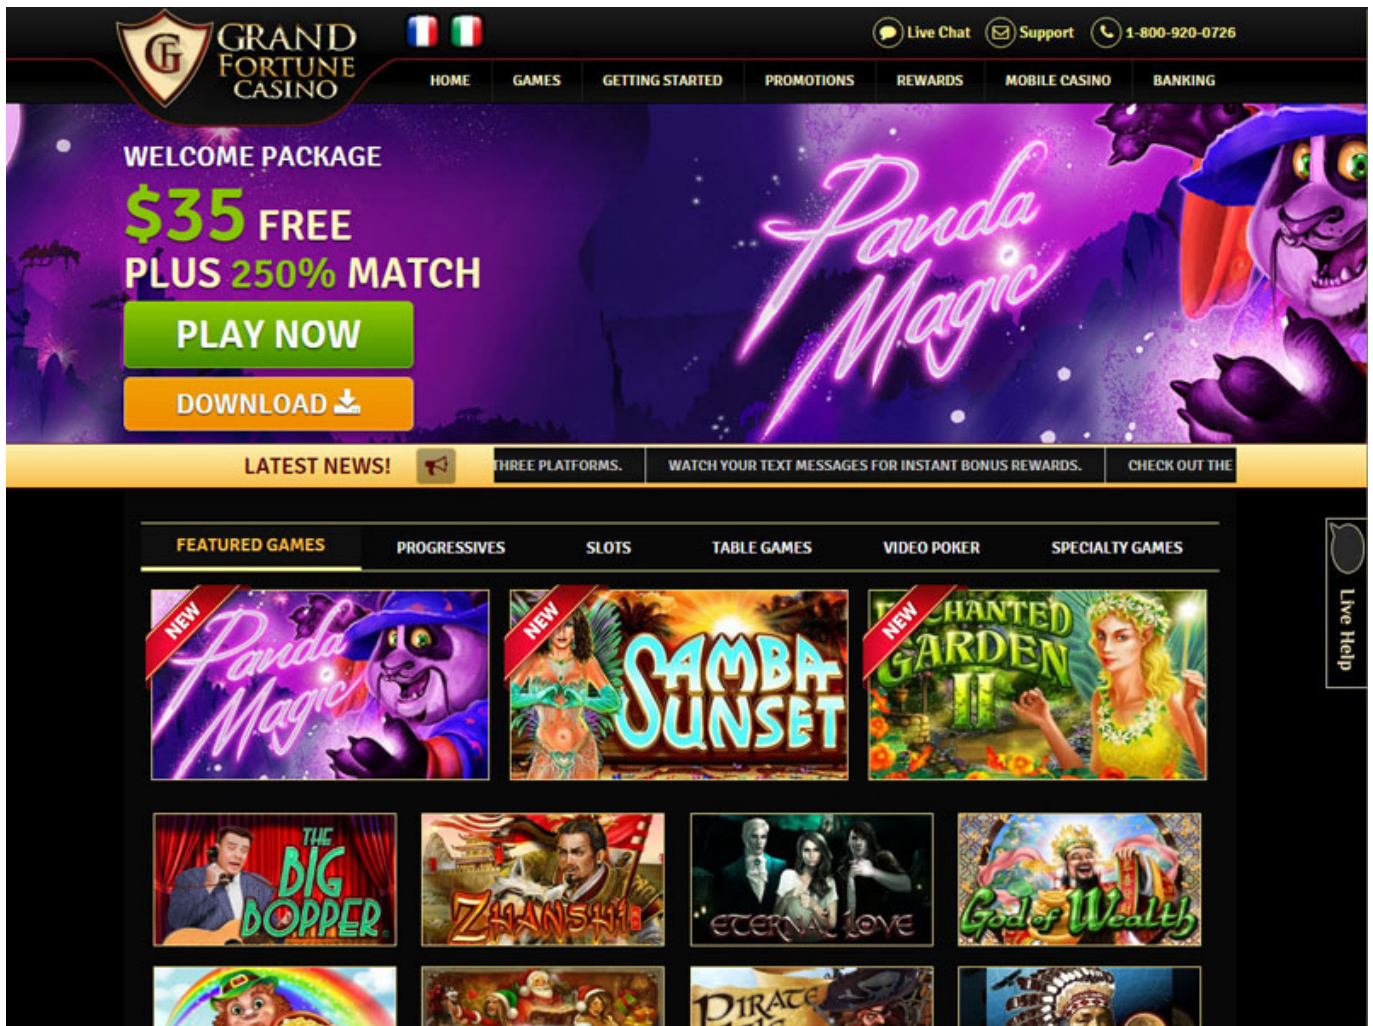 GF
GRAND
FORTUNE
CASINO
Live Chat
Support
1-800-920-0726
HOME
GAMES
GETTING STARTED
PROMOTIONS
REWARDS
MOBILE CASINO
BANKING
WELCOME PACKAGE
$35 FREE
PLUS 250% MATCH
PLAY NOW
DOWNLOAD
Panda
Magic
LATEST NEWS!
THREE PLATFORMS.
WATCH YOUR TEXT MESSAGES FOR INSTANT BONUS REWARDS.
CHECK OUT THE
Live Help
FEATURED GAMES
PROGRESSIVES
SLOTS
TABLE GAMES
VIDEO POKER
SPECIALTY GAMES
NEW
Panda
Magic
NEW
SAMBA
SUNSET
NEW
ENCHANTED
GARDEN
II
THE
BIG
BOPPER
ZHANSHI
ETERNAL LOVE
God of Wealth
PIRATE